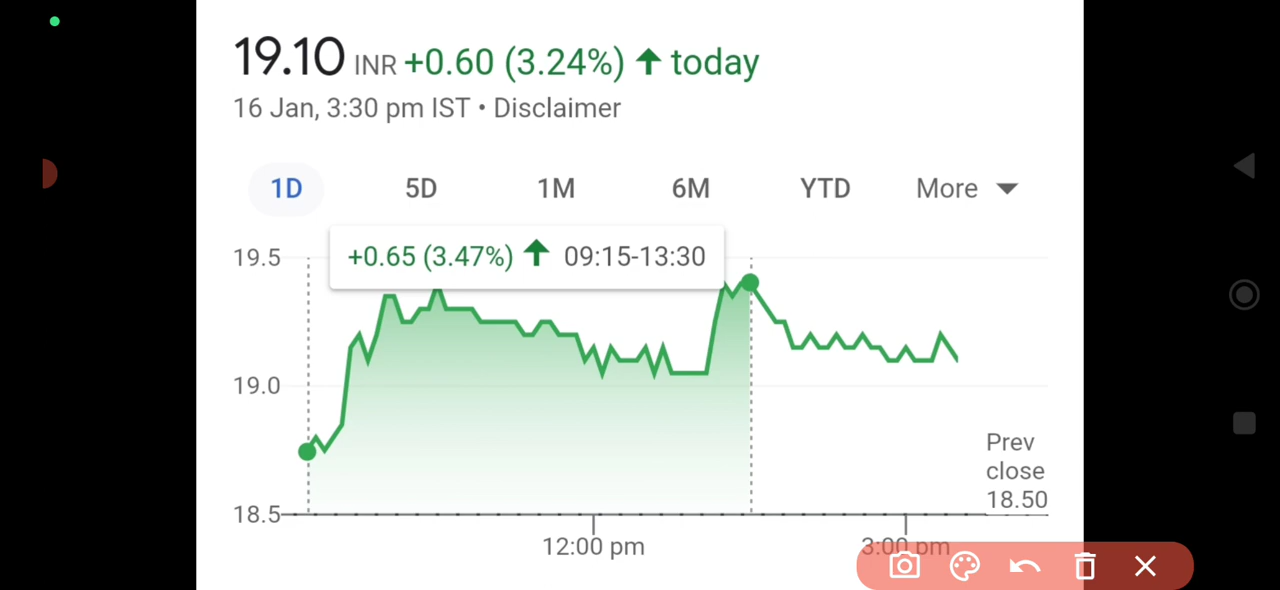 19.10 INR +0.60 (3.24%) ↑ today
16 Jan, 3:30 pm IST • Disclaimer
1D 5D 1M 6M YTD More
+0.65 (3.47%) ↑ 09:15-13:30
19.5
19.0
Prev
close
18.50
18.5
12:00 pm 3:00 pm